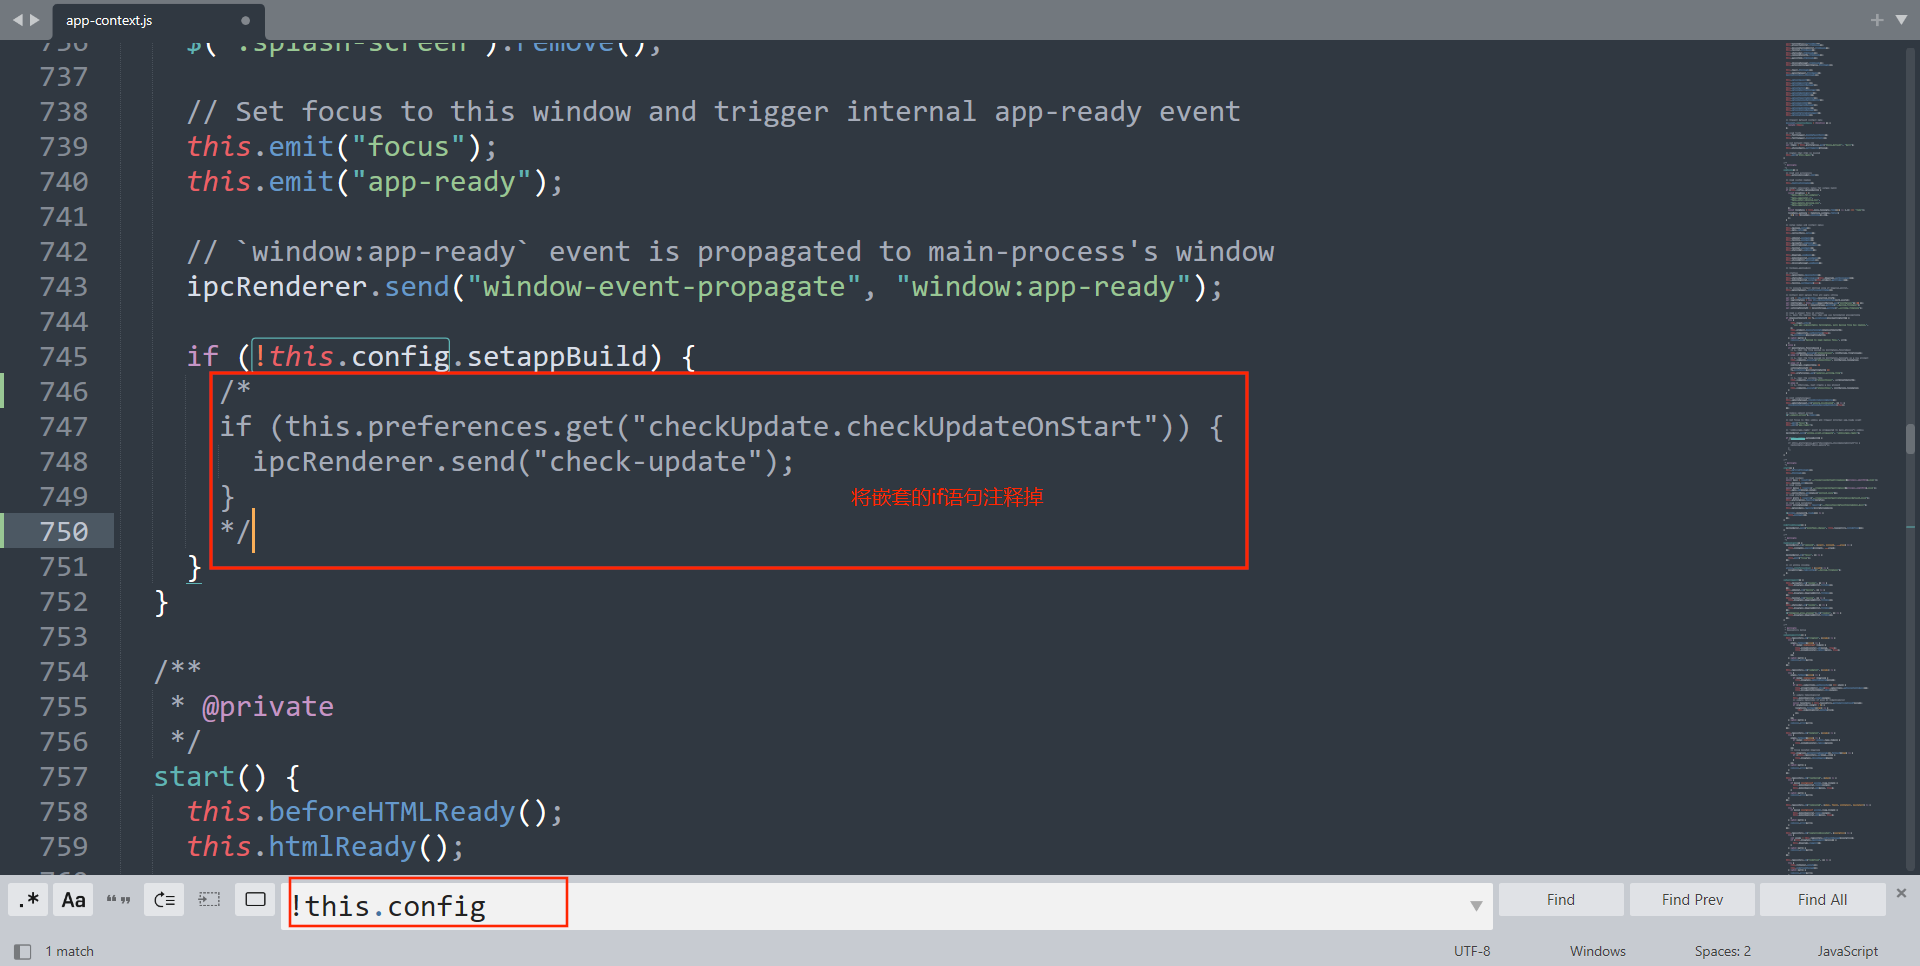 app-context.js
736 $(".splash-screen").remove();
737
738 // Set focus to this window and trigger internal app-ready event
739 this.emit("focus");
740 this.emit("app-ready");
741
742 // `window:app-ready` event is propagated to main-process's window
743 ipcRenderer.send("window-event-propagate", "window:app-ready");
744
745 if (!this.config.setappBuild) {
746 /*
747 if (this.preferences.get("checkUpdate.checkUpdateOnStart")) {
748 ipcRenderer.send("check-update");
749 }
将嵌套的if语句注释掉
750 */
751 }
752 }
753
754 /**
755 * @private
756 */
757 start() {
758 this.beforeHTMLReady();
759 this.htmlReady();
.* Aa “” !this.config Find Find Prev Find All
1 match UTF-8 Windows Spaces: 2 JavaScript